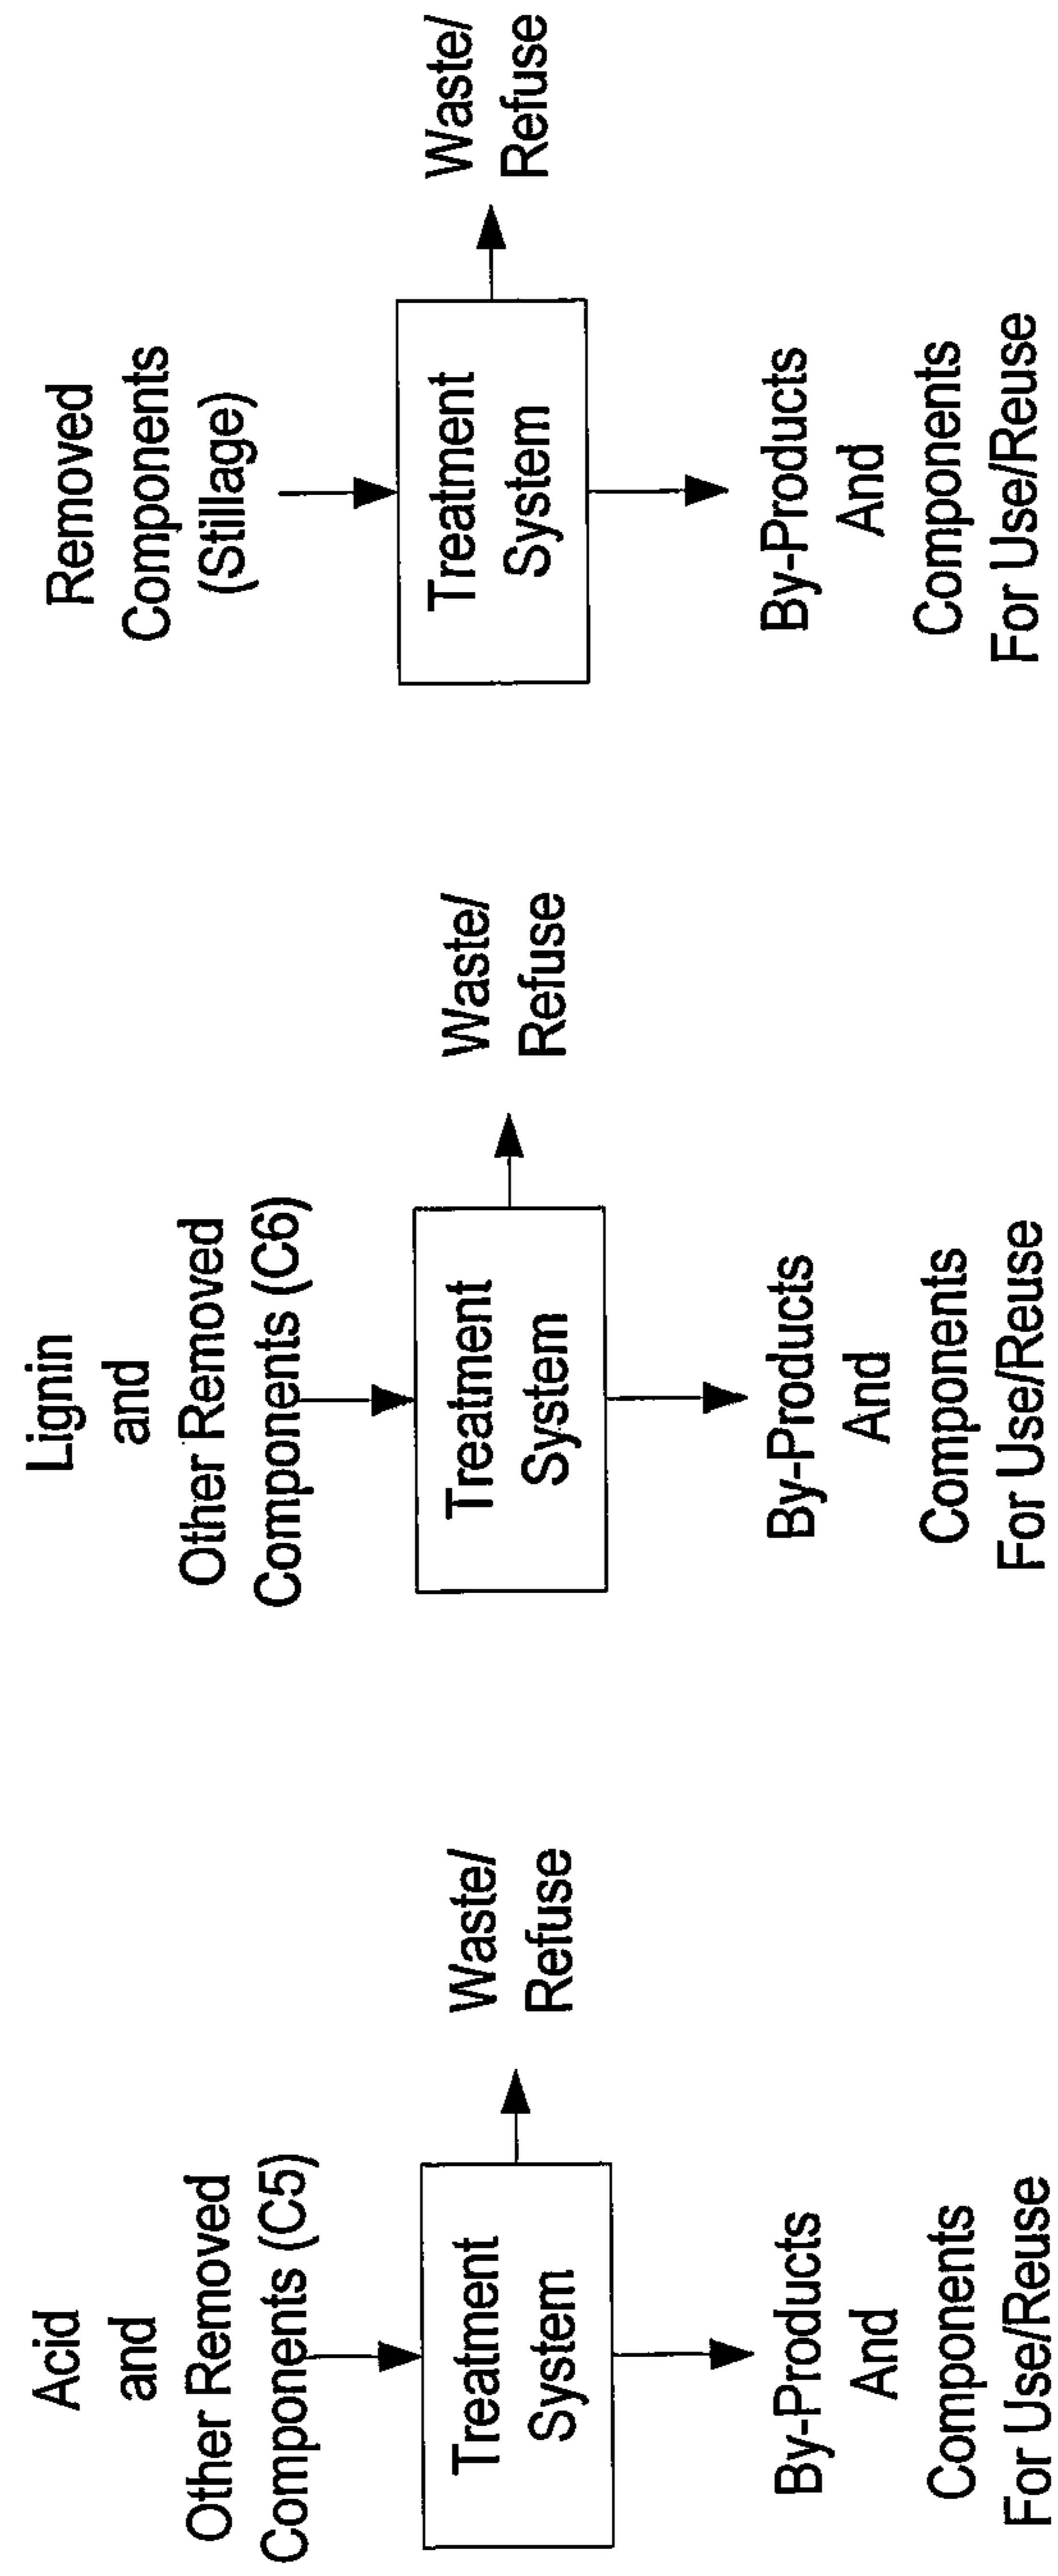 Acid
and
Other Removed
Components (C5)
Treatment
System
Waste/
Refuse
By-Products
And
Components
For Use/Reuse
Lignin
and
Other Removed
Components (C6)
Treatment
System
Waste/
Refuse
By-Products
And
Components
For Use/Reuse
Removed
Components
(Stillage)
Treatment
System
Waste/
Refuse
By-Products
And
Components
For Use/Reuse